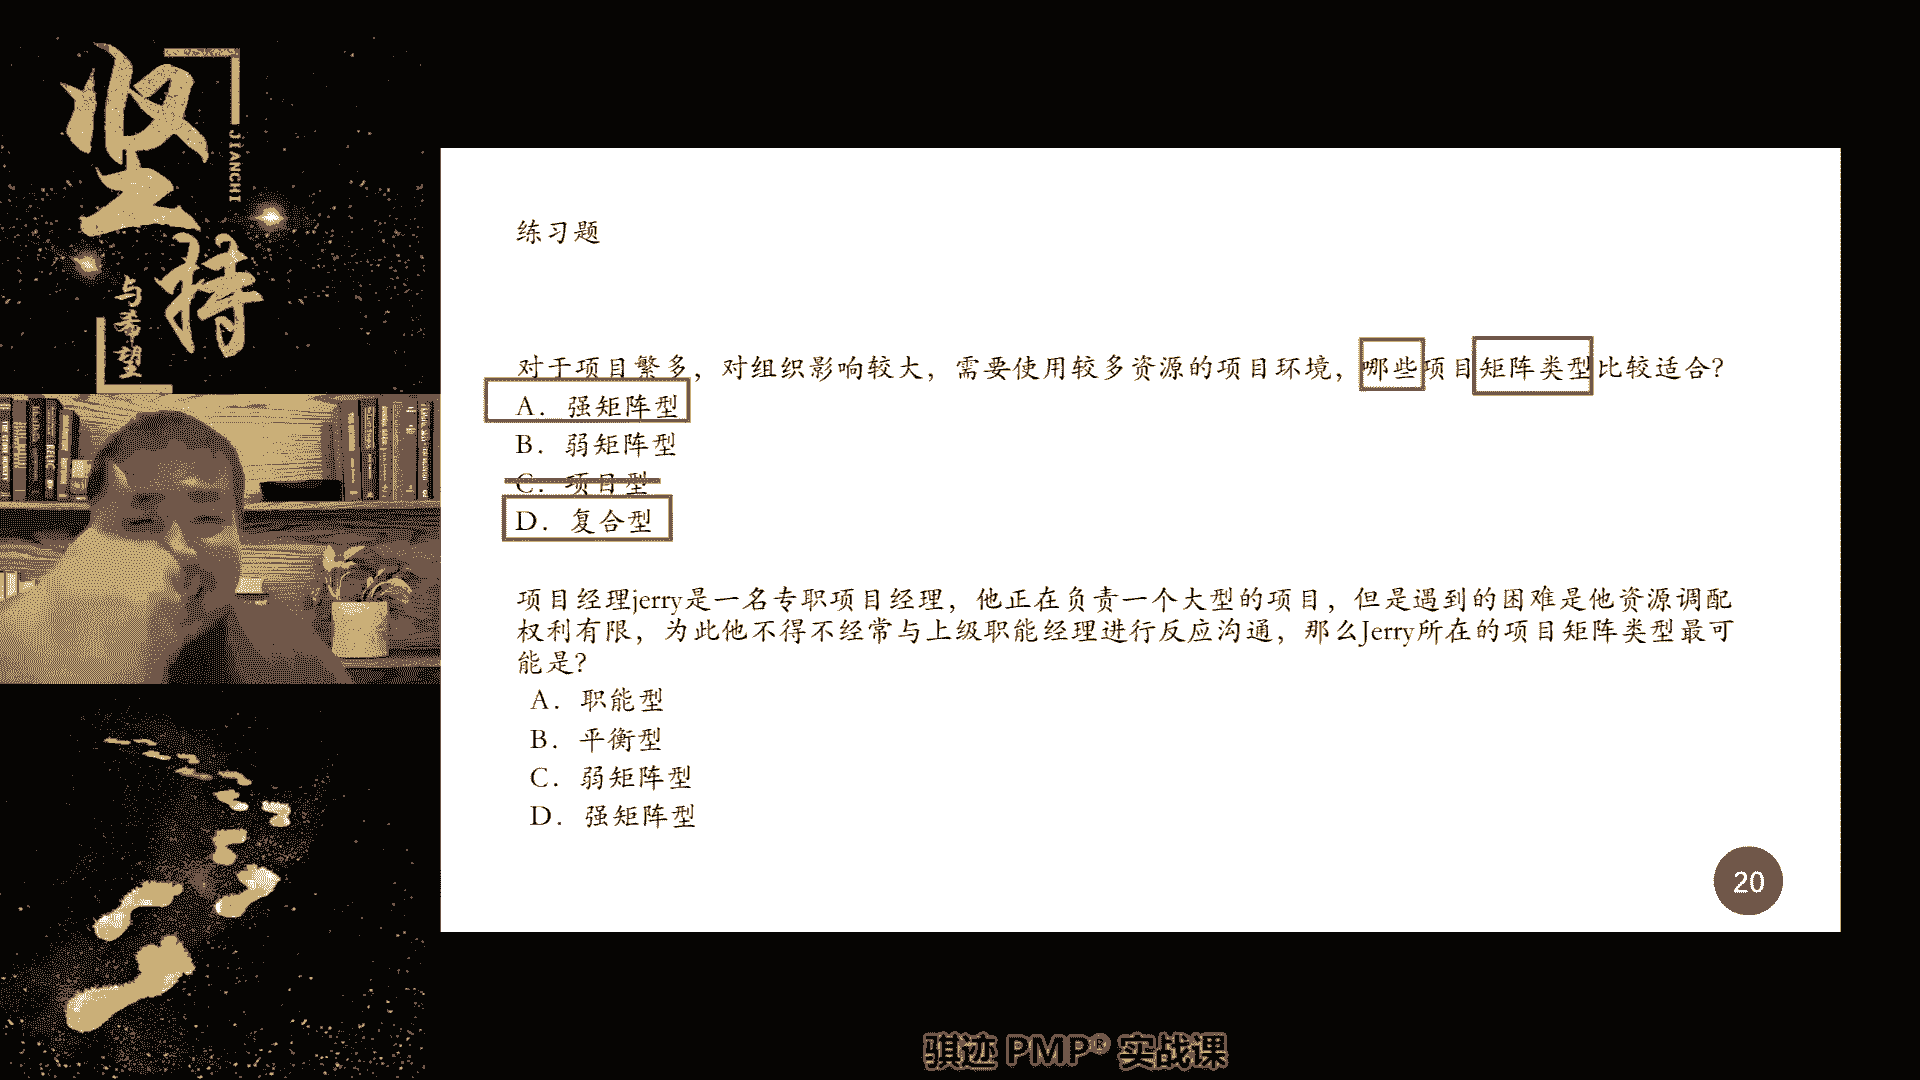 坚持
JIANCHI
与希望
练习题
对于项目繁多，对组织影响较大，需要使用较多资源的项目环境，哪些项目矩阵类型比较适合？
A. 强矩阵型
B. 弱矩阵型
C. 项目型
D. 复合型
项目经理jerry是一名专职项目经理，他正在负责一个大型的项目，但是遇到的困难是他资源调配
权利有限，为此他不得不经常与上级职能经理进行反应沟通，那么Jerry所在的项目矩阵类型最可
能是？
A. 职能型
B. 平衡型
C. 弱矩阵型
D. 强矩阵型
20
骐迹 PMP® 实战课